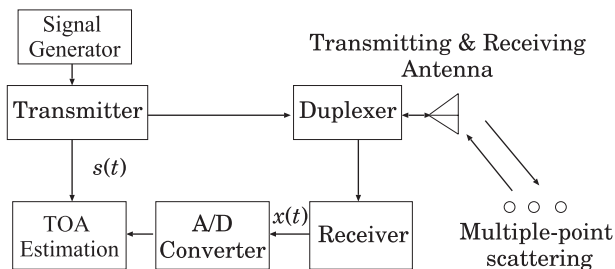 Signal
Generator
Transmitting & Receiving
Antenna
Transmitter
Duplexer
s(t)
TOA
Estimation
A/D
Converter
x(t)
Receiver
Multiple-point
scattering